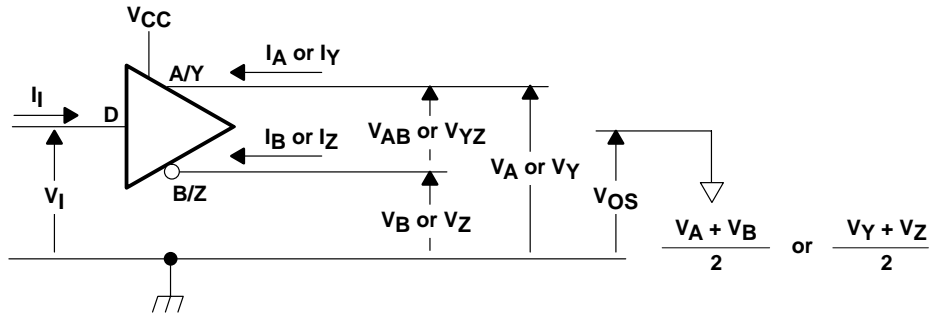 VCC
IA or IY
A/Y
II
D
IB or IZ
VAB or VYZ
VA or VY
VI
B/Z
VB or VZ
VOS
VA + VB
2
or
VY + VZ
2